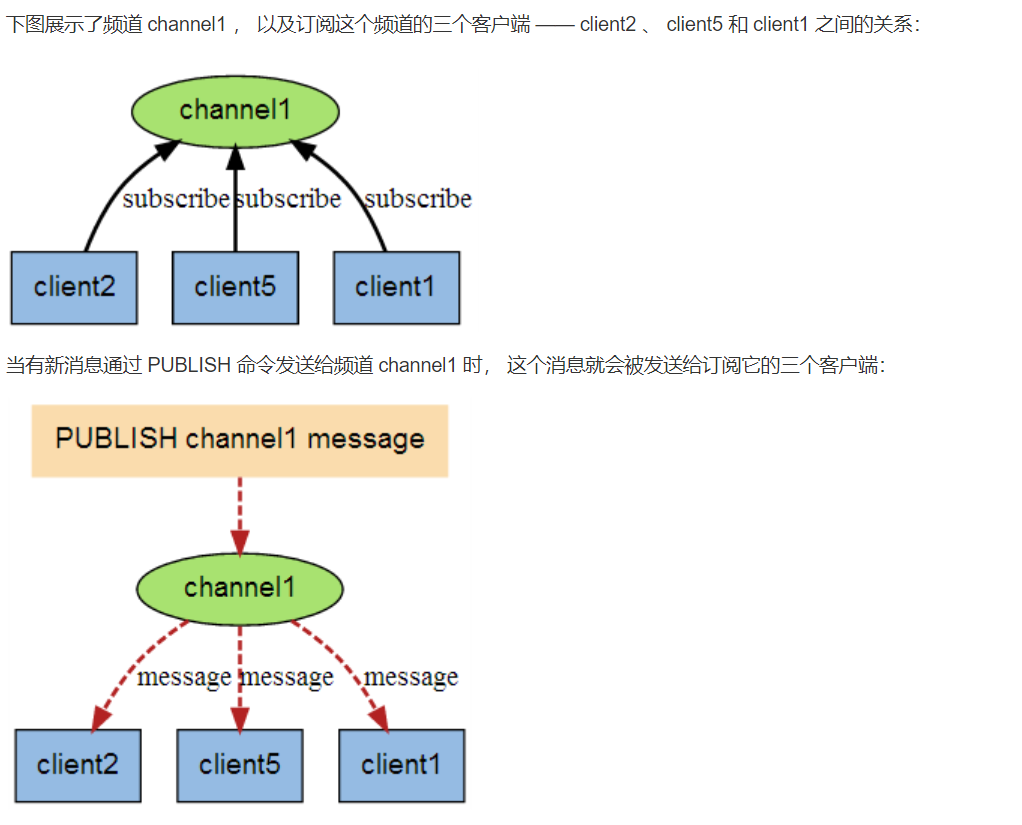 下图展示了频道 channel1 ， 以及订阅这个频道的三个客户端 —— client2 、 client5 和 client1 之间的关系：
channel1
subscribe subscribe subscribe
client2 client5 client1
当有新消息通过 PUBLISH 命令发送给频道 channel1 时， 这个消息就会被发送给订阅它的三个客户端：
PUBLISH channel1 message
channel1
message message message
client2 client5 client1